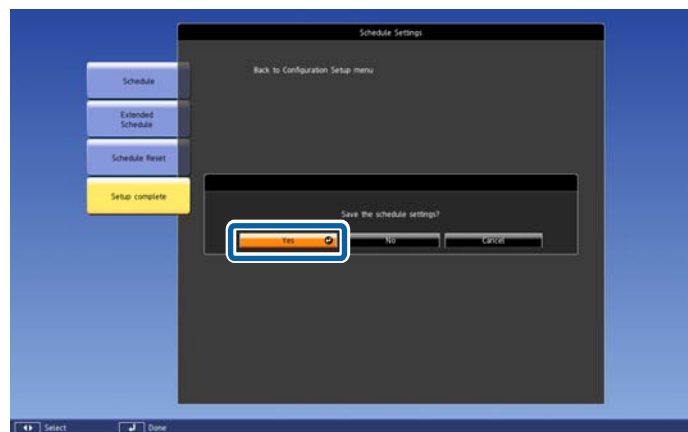 Schedule Settings
Back to Configuration Setup menu
Schedule
Extended
Schedule
Schedule Reset
Setup complete
Save the schedule settings?
Yes
No
Cancel
Select
Done